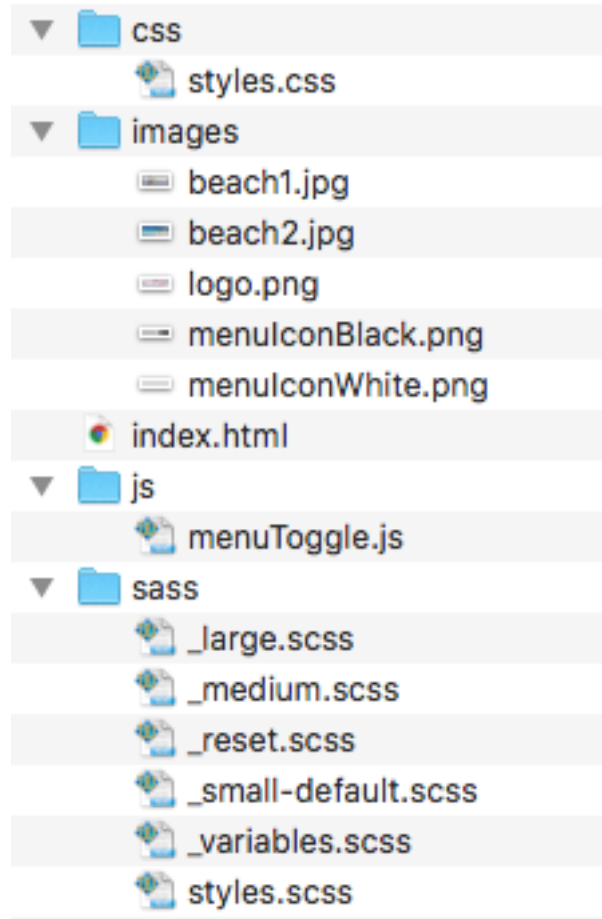 css
styles.css
images
beach1.jpg
beach2.jpg
logo.png
menuIconBlack.png
menuIconWhite.png
index.html
js
menuToggle.js
sass
_large.scss
_medium.scss
_reset.scss
_small-default.scss
_variables.scss
styles.scss